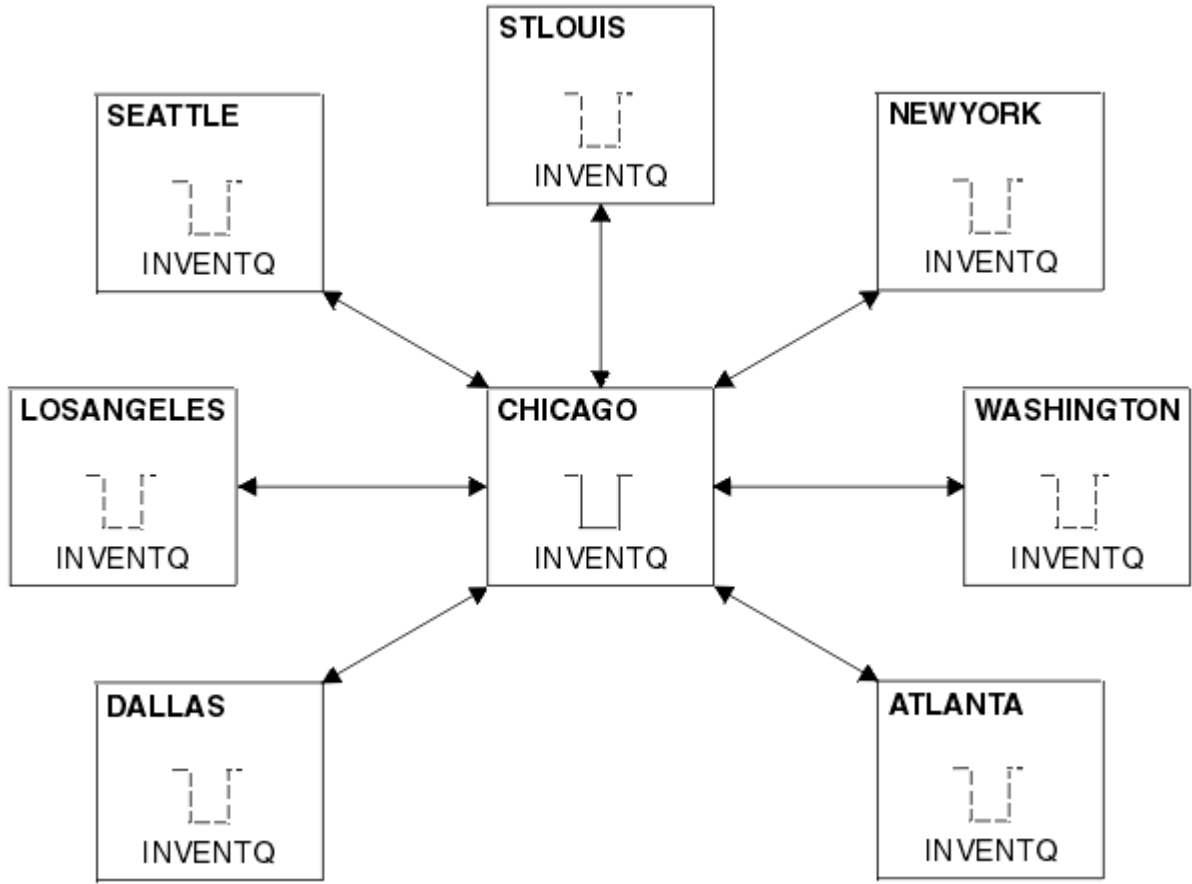 STLOUIS
INVENTQ
SEATTLE
INVENTQ
NEWYORK
INVENTQ
LOSANGELES
INVENTQ
CHICAGO
INVENTQ
WASHINGTON
INVENTQ
DALLAS
INVENTQ
ATLANTA
INVENTQ